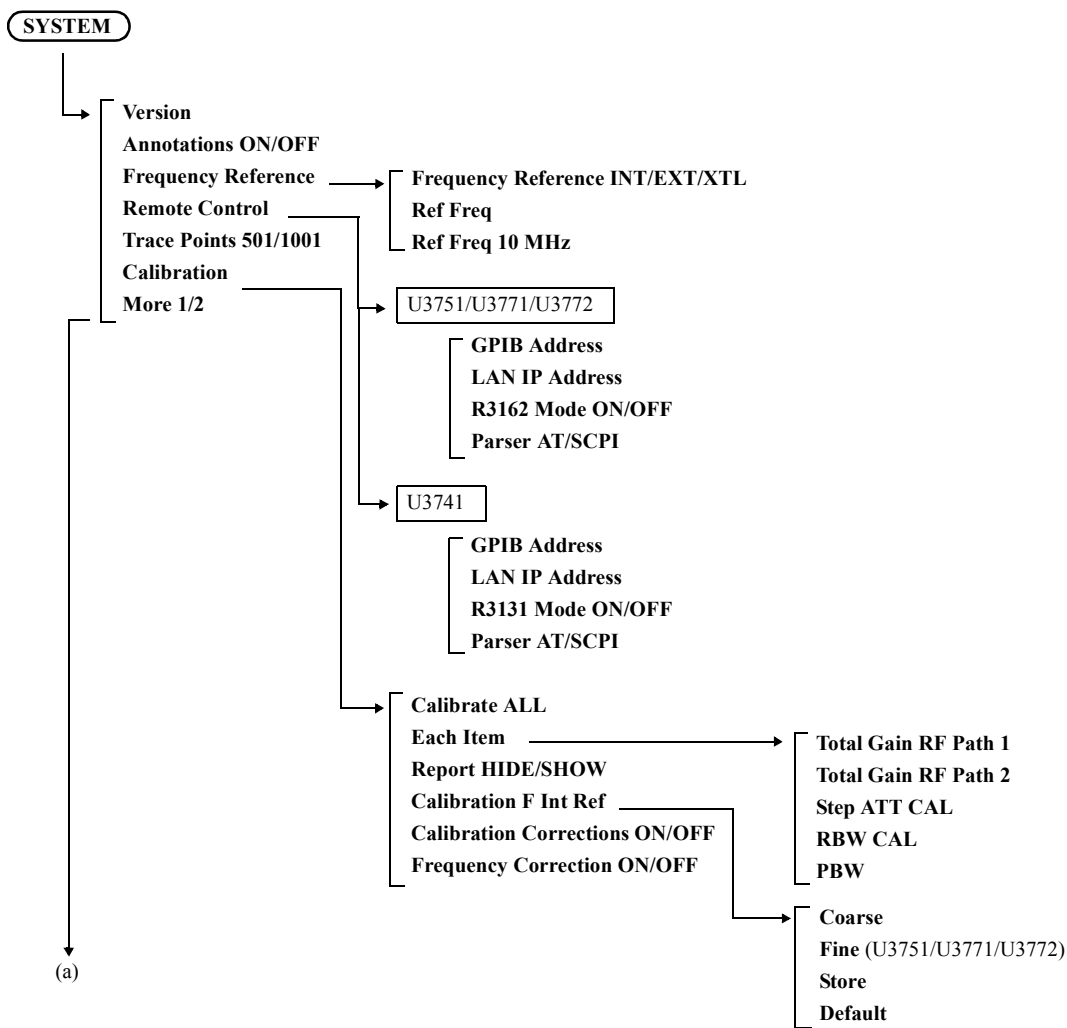 SYSTEM
Version
Annotations ON/OFF
Frequency Reference
Remote Control
Trace Points 501/1001
Calibration
More 1/2
Frequency Reference INT/EXT/XTL
Ref Freq
Ref Freq 10 MHz
U3751/U3771/U3772
GPIB Address
LAN IP Address
R3162 Mode ON/OFF
Parser AT/SCPI
U3741
GPIB Address
LAN IP Address
R3131 Mode ON/OFF
Parser AT/SCPI
Calibrate ALL
Each Item
Report HIDE/SHOW
Calibration F Int Ref
Calibration Corrections ON/OFF
Frequency Correction ON/OFF
Total Gain RF Path 1
Total Gain RF Path 2
Step ATT CAL
RBW CAL
PBW
Coarse
Fine (U3751/U3771/U3772)
Store
Default
(a)